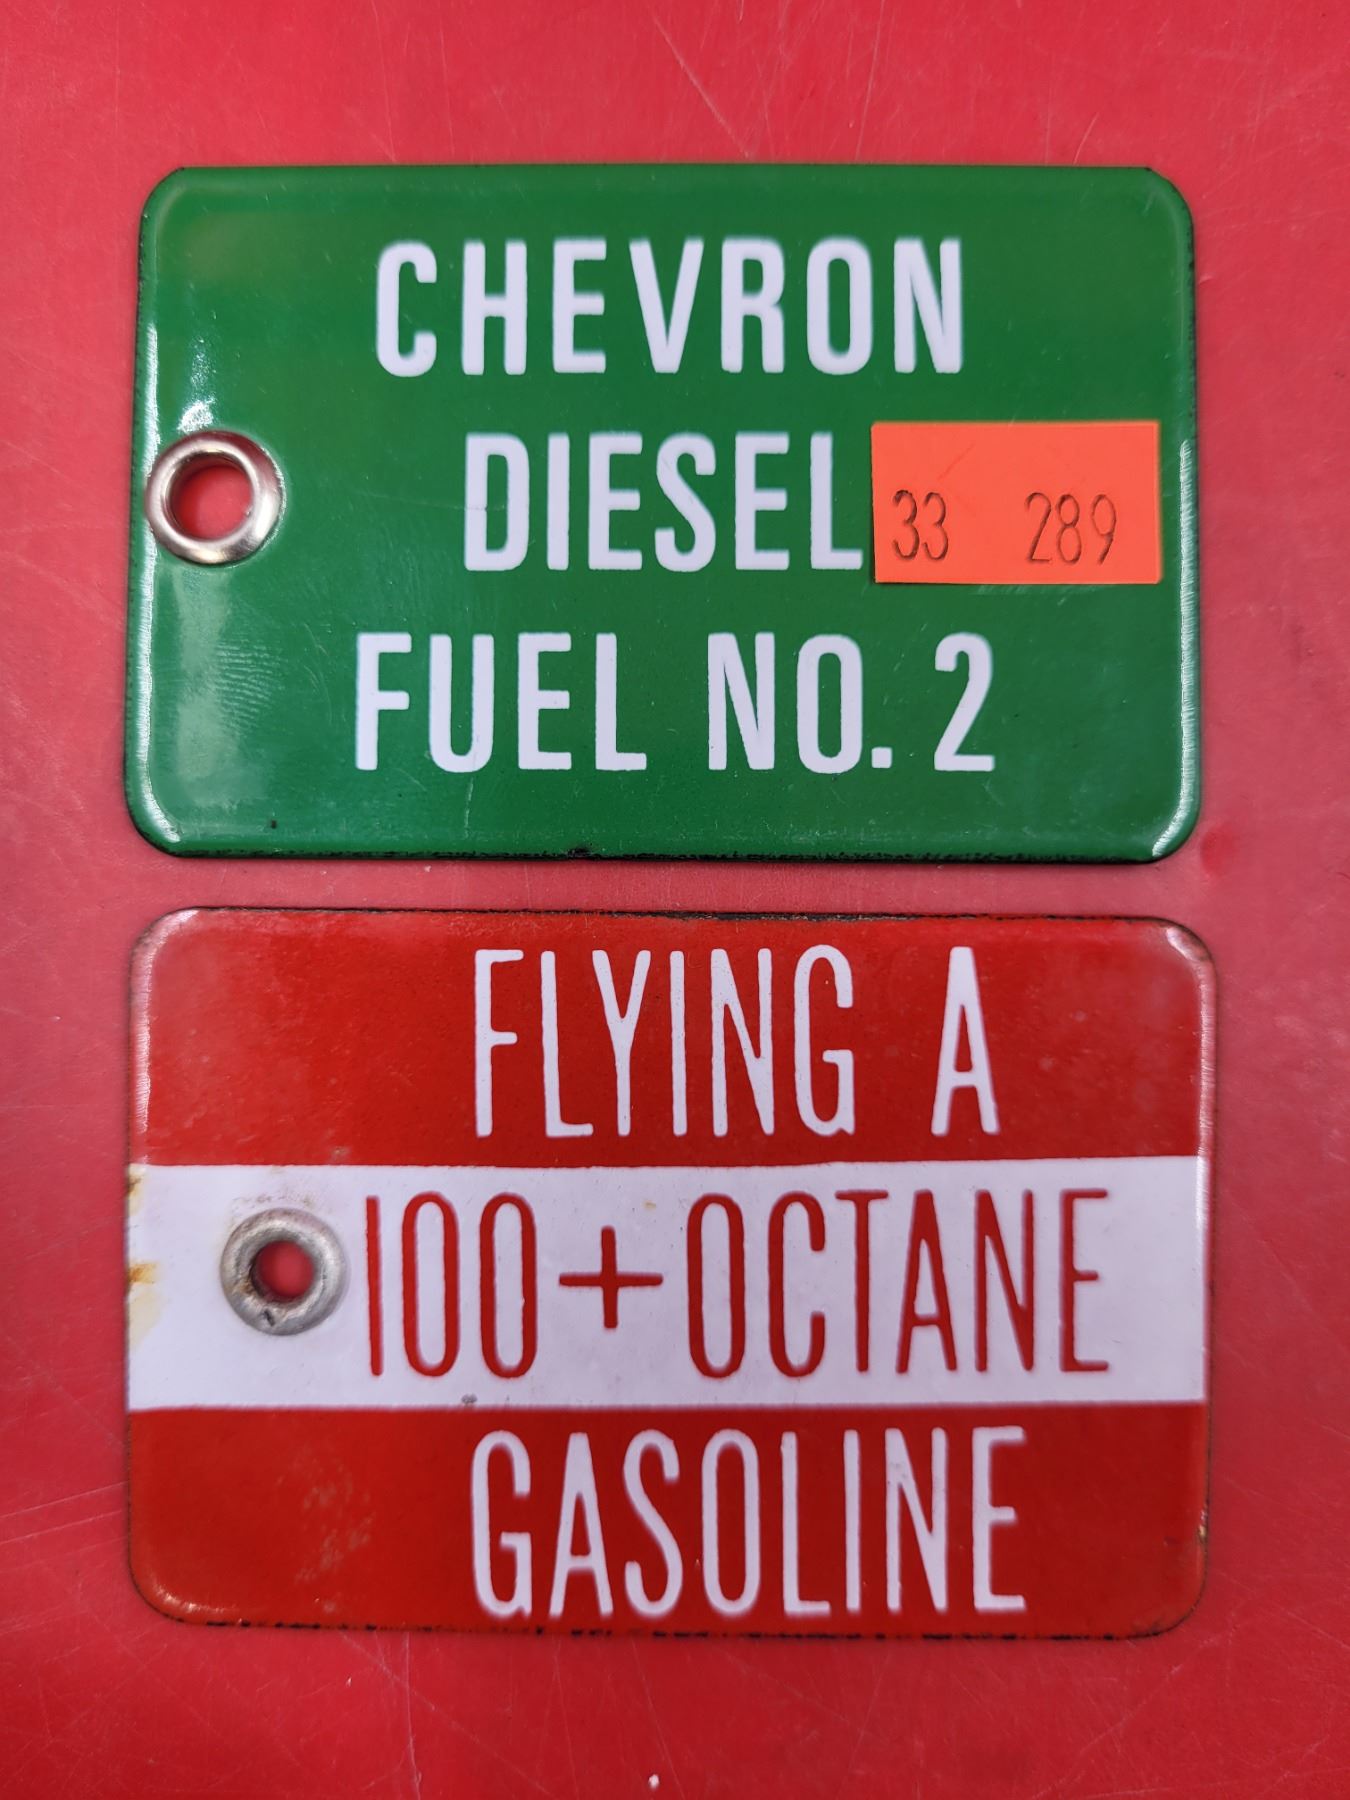 CHEVRON
DIESEL
33 289
FUEL NO. 2
FLYING A
100+ OCTANE
GASOLINE